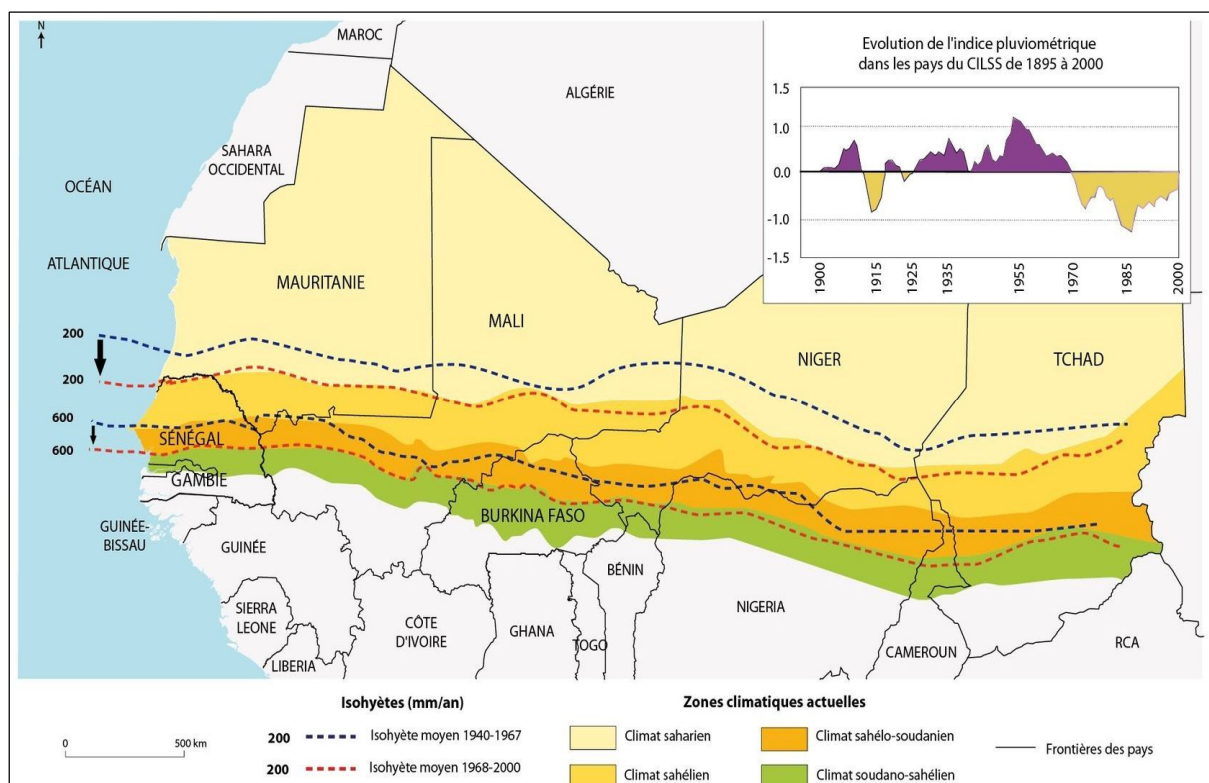 N
MAROC
ALGÉRIE
SAHARA
OCCIDENTAL
OCÉAN
ATLANTIQUE
MAURITANIE
MALI
NIGER
TCHAD
200
200
600
600
SÉNÉGAL
GAMBIE
GUINÉE-
BISSAU
GUINÉE
BURKINA FASO
SIERRA
LEONE
LIBERIA
CÔTE
D'IVOIRE
GHANA
TOGO
BÉNIN
NIGERIA
CAMEROUN
RCA
Evolution de l'indice pluviométrique
dans les pays du CILSS de 1895 à 2000
1.5
1.0
0.0
-1.0
-1.5
1900
1915
1925
1935
1955
1970
1985
2000
Isohyètes (mm/an)
200 Isohyète moyen 1940-1967
200 Isohyète moyen 1968-2000
0 500 km
Zones climatiques actuelles
Climat saharien
Climat sahélien
Climat sahélo-soudanien
Climat soudano-sahélien
Frontières des pays